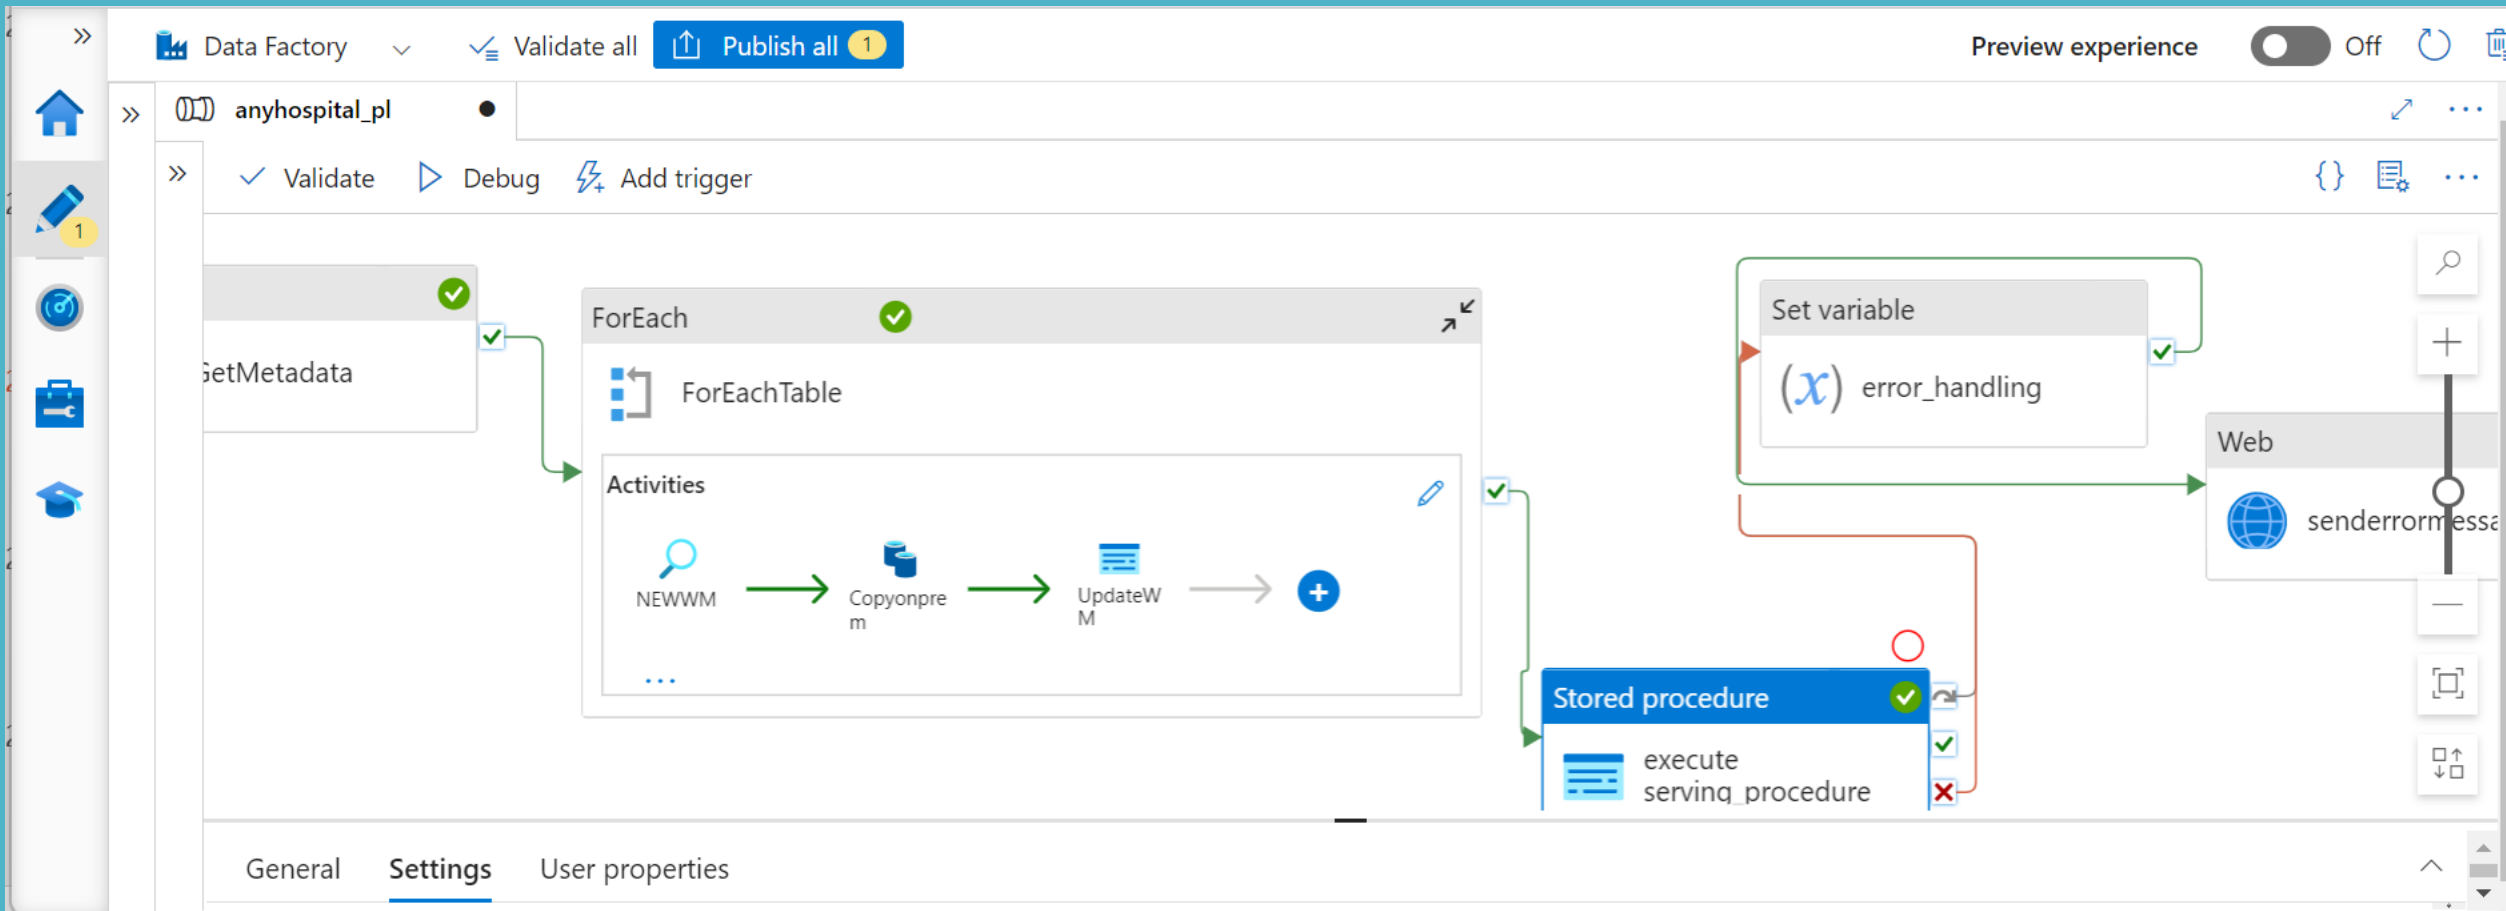 Data Factory
Validate all
Publish all 1
Preview experience
Off
anyhospital_pl
1
Validate
Debug
Add trigger
{}
GetMetadata
ForEach
ForEachTable
Activities
NEWWM
Copyonpre
m
UpdateW
M
Set variable
(x) error_handling
Web
senderrormessa
Stored procedure
execute
serving_procedure
General
Settings
User properties